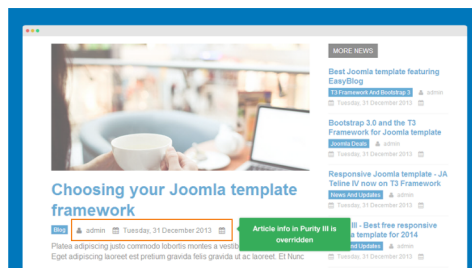 MORE NEWS
Best Joomla template featuring
EasyBlog
T3 Framework And Bootstrap 3 admin
Tuesday, 31 December 2013
Bootstrap 3.0 and the T3
Framework for Joomla template
Joomla Deals admin
Tuesday, 31 December 2013
Responsive Joomla template - JA
Teline IV now on T3 Framework
News And Updates admin
Tuesday, 31 December 2013
III - Best free responsive
template for 2014
nd Updates admin
Tuesday, 31 December 2013
Choosing your Joomla template
framework
Blog admin Tuesday, 31 December 2013
Article info in Purity III is
overridden
Platea adipiscing justo commodo lobortis montes a vestib
Eget adipiscing laoreet est pretium gravida felis gravida ut ac laoreet. Et Nunc